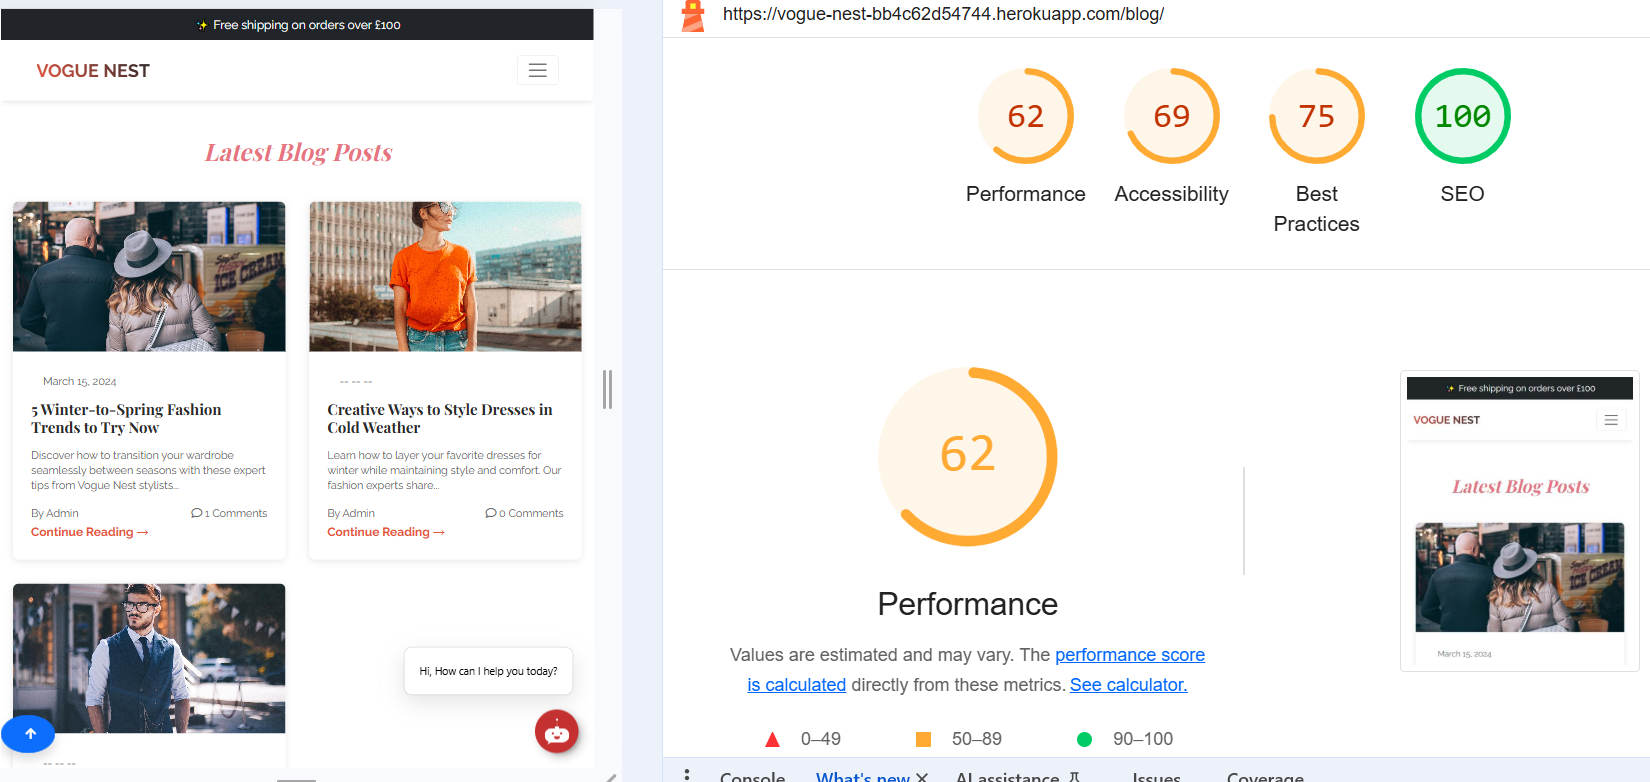 ✨ Free shipping on orders over £100
VOGUE NEST
Latest Blog Posts
March 15, 2024
5 Winter-to-Spring Fashion
Trends to Try Now
Discover how to transition your wardrobe
seamlessly between seasons with these expert
tips from Vogue Nest stylists...
By Admin
1 Comments
Continue Reading →
-- -- --
Creative Ways to Style Dresses in
Cold Weather
Learn how to layer your favorite dresses for
winter while maintaining style and comfort. Our
fashion experts share...
By Admin
0 Comments
Continue Reading →
-- -- --
Hi, How can I help you today?
https://vogue-nest-bb4c62d54744.herokuapp.com/blog/
62
Performance
69
Accessibility
75
Best
Practices
100
SEO
62
Performance
Values are estimated and may vary. The performance score
is calculated directly from these metrics. See calculator.
0–49
50–89
90–100
✨ Free shipping on orders over £100
VOGUE NEST
Latest Blog Posts
ICE CREAM
March 15, 2024
Console
What's new
AI assistance
Issues
Coverage